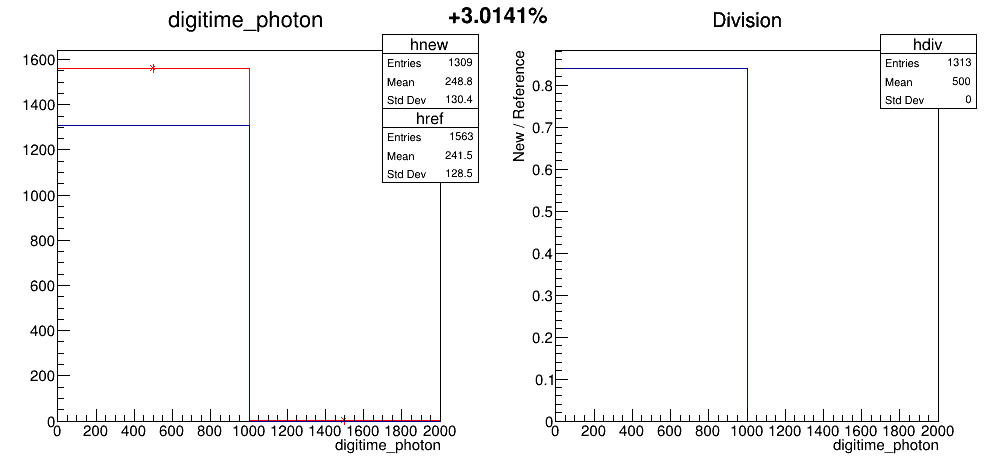 +3.0141%
digitime_photon
hnew
Entries 1309
Mean 248.8
Std Dev 130.4
href
Entries 1563
Mean 241.5
Std Dev 128.5
1600
1400
1200
1000
800
600
400
200
0
0 200 400 600 800 1000 1200 1400 1600 1800 2000
digitime_photon
Division
hdiv
Entries 1313
Mean 500
Std Dev 0
New / Reference
0.8
0.7
0.6
0.5
0.4
0.3
0.2
0.1
0
0 200 400 600 800 1000 1200 1400 1600 1800 2000
digitime_photon